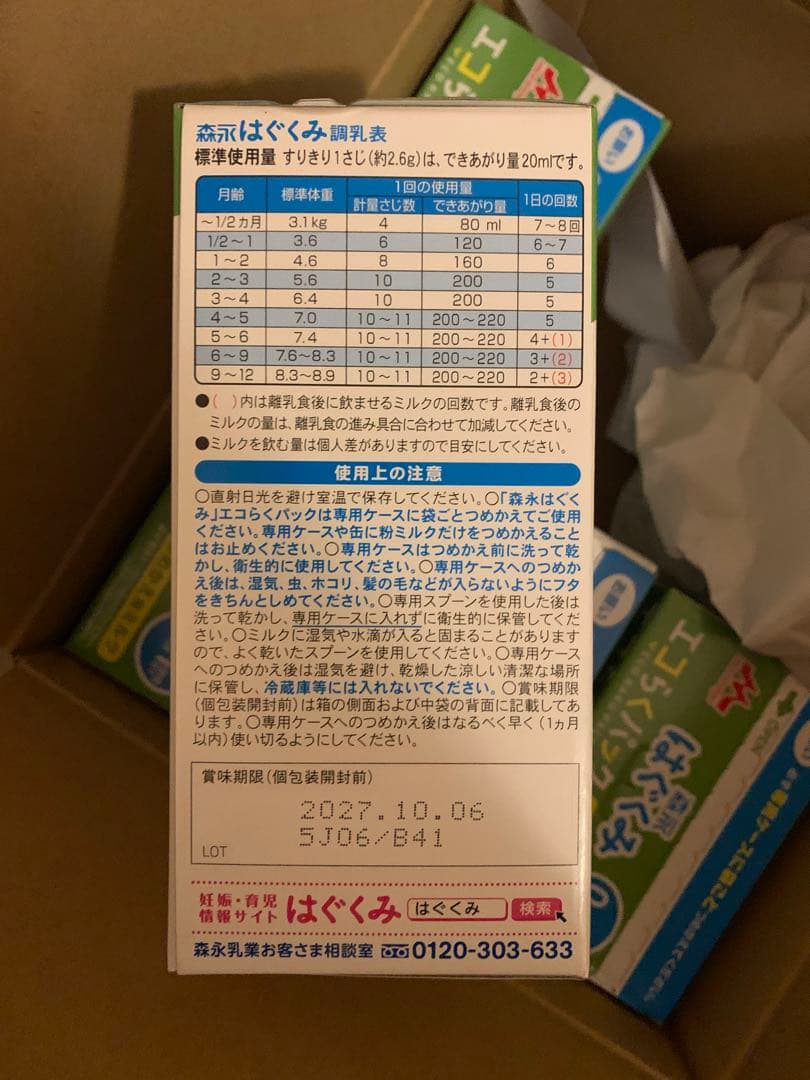 エコらく
お願い
森永はぐくみ 調乳表
標準使用量 すりきり1さじ(約2.6g)は、できあがり量20mlです。
月齢 標準体重 1回の使用量 1日の回数
計量さじ数 できあがり量
～1/2カ月 3.1kg 4 80 ml 7～8回
1/2～1 3.6 6 120 6～7
1～2 4.6 8 160 6
2～3 5.6 10 200 5
3～4 6.4 10 200 5
4～5 7.0 10～11 200～220 5
5～6 7.4 10～11 200～220 4+(1)
6～9 7.6～8.3 10～11 200～220 3+(2)
9～12 8.3～8.9 10～11 200～220 2+(3)
●( )内は離乳食後に飲ませるミルクの回数です。離乳食後の
ミルクの量は、離乳食の進み具合に合わせて加減してください。
●ミルクを飲む量は個人差がありますので目安にしてください。
使用上の注意
○直射日光を避け室温で保存してください。○「森永はぐく
み」エコらくパックは専用ケースに袋ごとつめかえてご使用
ください。専用ケースや缶に粉ミルクだけをつめかえること
はお止めください。○専用ケースはつめかえ前に洗って乾
かし、衛生的に使用してください。○専用ケースへのつめか
え後は、湿気、虫、ホコリ、髪の毛などが入らないようにフタ
をきちんとしめてください。○専用スプーンを使用した後は
洗って乾かし、専用ケースに入れずに衛生的に保管してくだ
さい。○ミルクに湿気や水滴が入ると固まることがあります
ので、よく乾いたスプーンを使用してください。○専用ケース
へのつめかえ後は湿気を避け、乾燥した涼しい清潔な場所
に保管し、冷蔵庫等には入れないでください。○賞味期限
(個包装開封前)は箱の側面および中袋の背面に記載してあ
ります。○専用ケースへのつめかえ後はなるべく早く(1ヵ月
以内)使い切るようにしてください。
賞味期限(個包装開封前)
2027.10.06
5J06/B41
LOT
妊娠・育児
情報サイト はぐくみ はぐくみ 検索
森永乳業お客さま相談室 0120-303-633
お願い
エコらくパック
森永
はぐくみ
OPEN